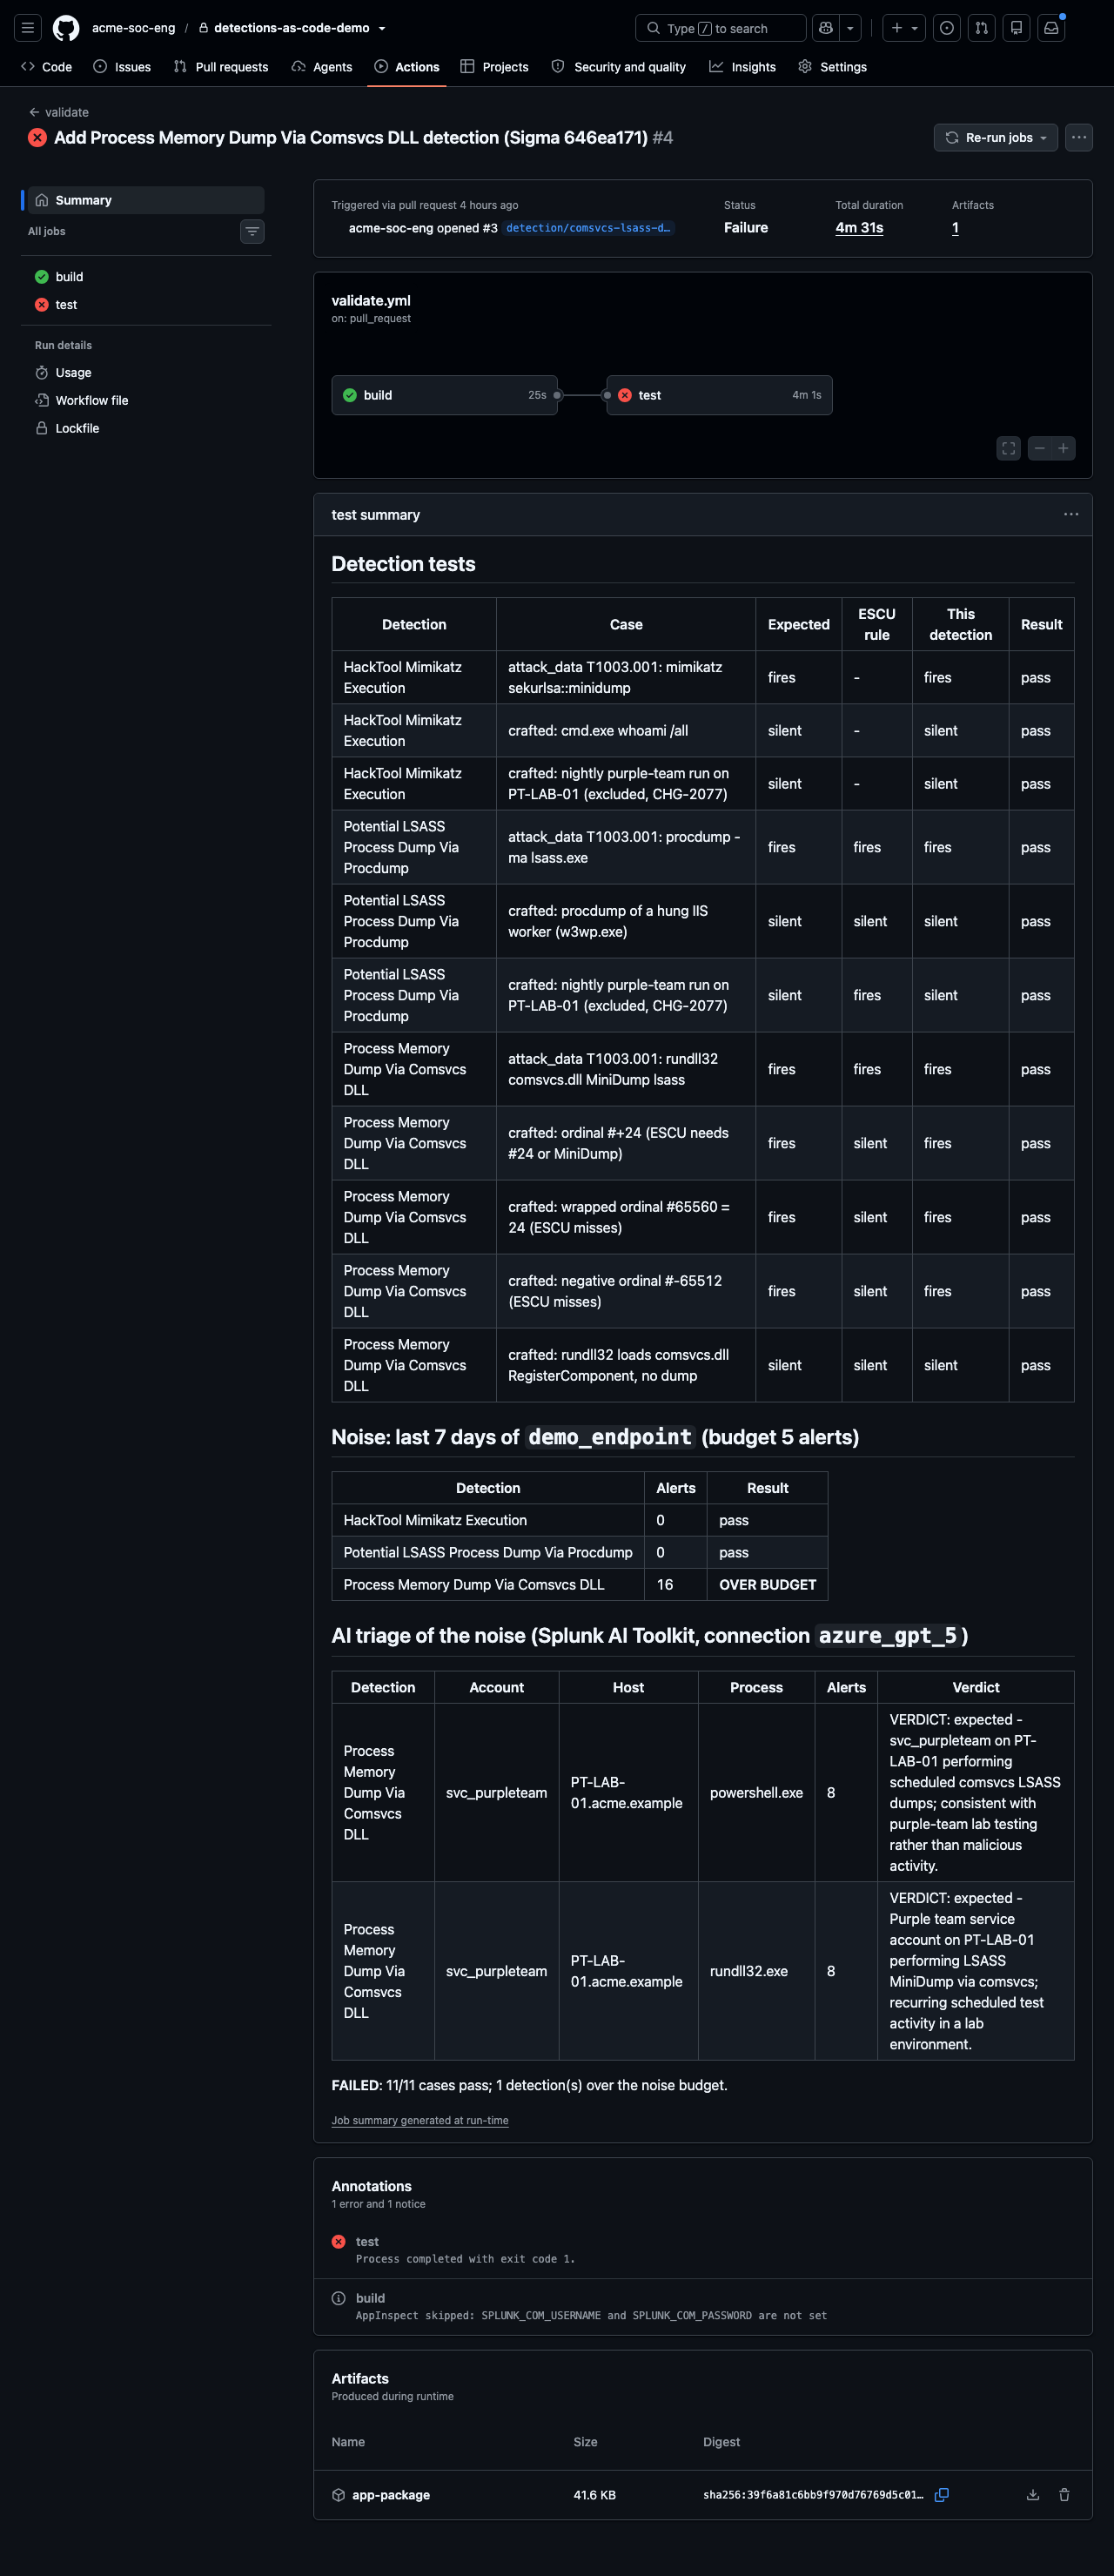 acme-soc-eng / detections-as-code-demo
Type / to search
Code Issues Pull requests Agents Actions Projects Security and quality Insights Settings
validate
Add Process Memory Dump Via Comsvcs DLL detection (Sigma 646ea171) #4
Re-run jobs
Summary
All jobs
build
test
Run details
Usage
Workflow file
Lockfile
Triggered via pull request 4 hours ago
acme-soc-eng opened #3 detection/comsvcs-lsass-d…
Status
Failure
Total duration
4m 31s
Artifacts
1
validate.yml
on: pull_request
build 25s
test 4m 1s
test summary
Detection tests
Detection Case Expected ESCU rule This detection Result
HackTool Mimikatz Execution attack_data T1003.001: mimikatz sekurlsa::minidump fires - fires pass
HackTool Mimikatz Execution crafted: cmd.exe whoami /all silent - silent pass
HackTool Mimikatz Execution crafted: nightly purple-team run on PT-LAB-01 (excluded, CHG-2077) silent - silent pass
Potential LSASS Process Dump Via Procdump attack_data T1003.001: procdump -ma lsass.exe fires fires fires pass
Potential LSASS Process Dump Via Procdump crafted: procdump of a hung IIS worker (w3wp.exe) silent silent silent pass
Potential LSASS Process Dump Via Procdump crafted: nightly purple-team run on PT-LAB-01 (excluded, CHG-2077) silent fires silent pass
Process Memory Dump Via Comsvcs DLL attack_data T1003.001: rundll32 comsvcs.dll MiniDump lsass fires fires fires pass
Process Memory Dump Via Comsvcs DLL crafted: ordinal #+24 (ESCU needs #24 or MiniDump) fires silent fires pass
Process Memory Dump Via Comsvcs DLL crafted: wrapped ordinal #65560 = 24 (ESCU misses) fires silent fires pass
Process Memory Dump Via Comsvcs DLL crafted: negative ordinal #-65512 (ESCU misses) fires silent fires pass
Process Memory Dump Via Comsvcs DLL crafted: rundll32 loads comsvcs.dll RegisterComponent, no dump silent silent silent pass
Noise: last 7 days of demo_endpoint (budget 5 alerts)
Detection Alerts Result
HackTool Mimikatz Execution 0 pass
Potential LSASS Process Dump Via Procdump 0 pass
Process Memory Dump Via Comsvcs DLL 16 OVER BUDGET
AI triage of the noise (Splunk AI Toolkit, connection azure_gpt_5)
Detection Account Host Process Alerts Verdict
Process Memory Dump Via Comsvcs DLL svc_purpleteam PT-LAB-01.acme.example powershell.exe 8 VERDICT: expected - svc_purpleteam on PT-LAB-01 performing scheduled comsvcs LSASS dumps; consistent with purple-team lab testing rather than malicious activity.
Process Memory Dump Via Comsvcs DLL svc_purpleteam PT-LAB-01.acme.example rundll32.exe 8 VERDICT: expected - Purple team service account on PT-LAB-01 performing LSASS MiniDump via comsvcs; recurring scheduled test activity in a lab environment.
FAILED: 11/11 cases pass; 1 detection(s) over the noise budget.
Job summary generated at run-time
Annotations
1 error and 1 notice
test
Process completed with exit code 1.
build
AppInspect skipped: SPLUNK_COM_USERNAME and SPLUNK_COM_PASSWORD are not set
Artifacts
Produced during runtime
Name Size Digest
app-package 41.6 KB sha256:39f6a81c6bb9f970d76769d5c01…